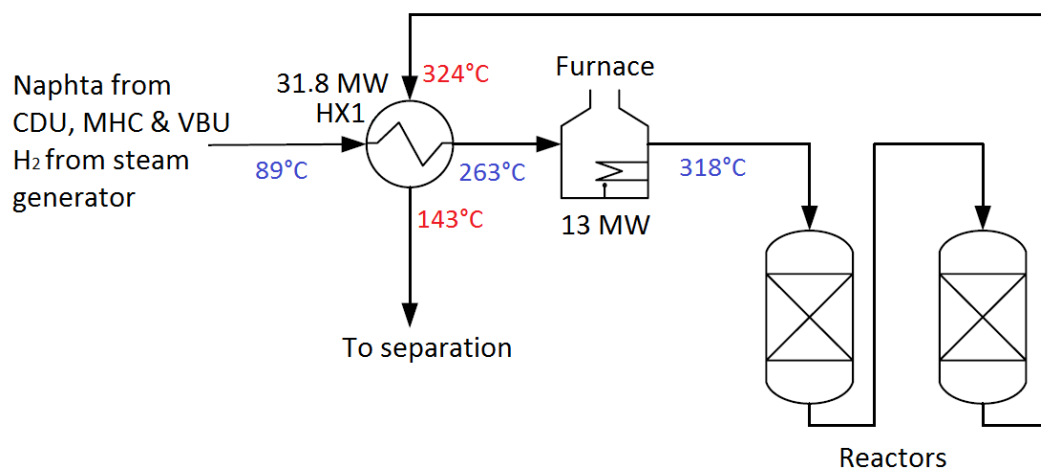 Naphta from
CDU, MHC & VBU
H2 from steam
generator
89°C
31.8 MW
HX1
324°C
263°C
143°C
To separation
Furnace
13 MW
318°C
Reactors